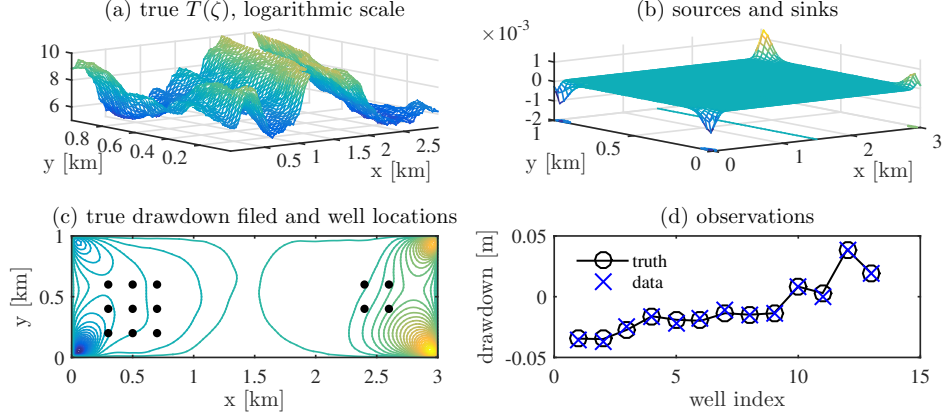 (a) true T(ζ), logarithmic scale
10
8
6
0.8
0.6
0.4
0.2
y [km]
0.5
1
1.5
2
2.5
x [km]
(b) sources and sinks
×10⁻³
1
0
-1
-2
1
0.5
0
y [km]
0
1
2
3
x [km]
(c) true drawdown filed and well locations
1
0.5
0
y [km]
0 0.5 1 1.5 2 2.5 3
x [km]
(d) observations
0.05
0
-0.05
drawdown [m]
truth
data
0 5 10 15
well index